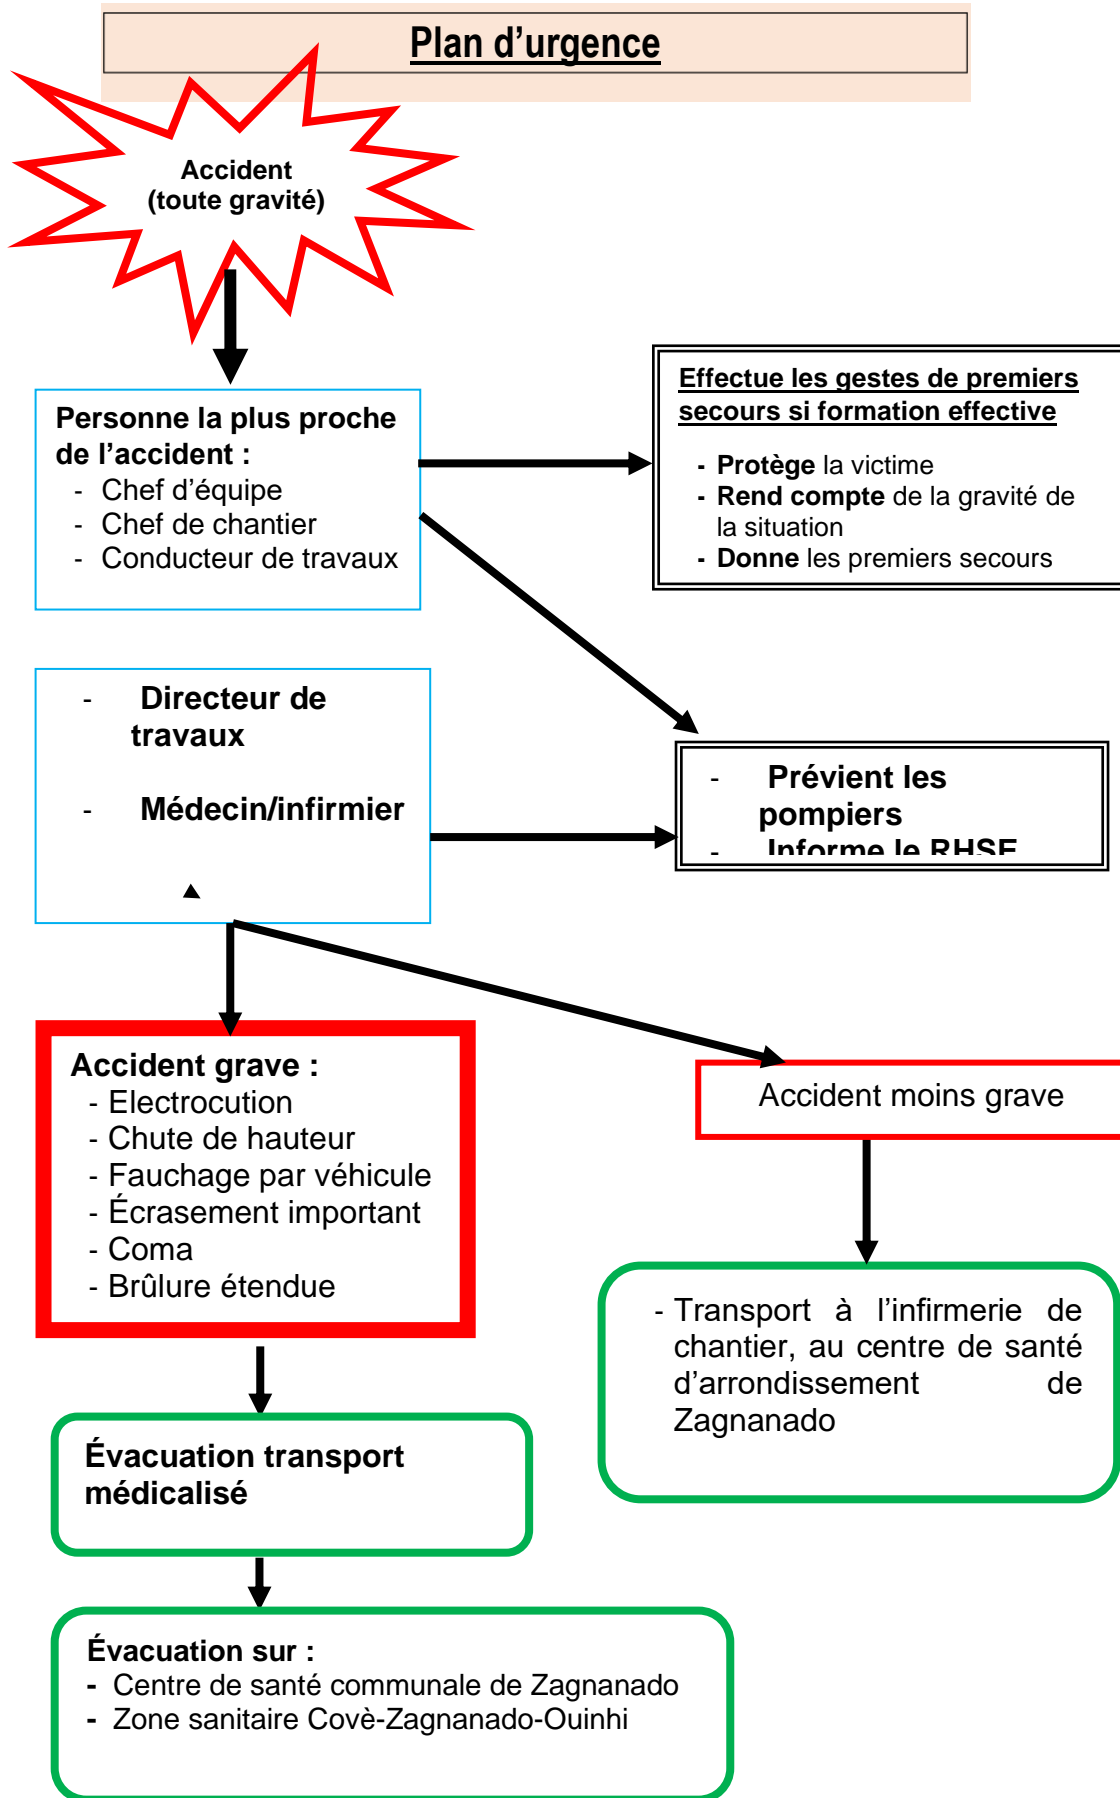 Plan d’urgence
Accident
(toute gravité)
Personne la plus proche
de l’accident :
- Chef d’équipe
- Chef de chantier
- Conducteur de travaux
Effectue les gestes de premiers
secours si formation effective
- Protège la victime
- Rend compte de la gravité de
la situation
- Donne les premiers secours
- Directeur de
travaux
- Médecin/infirmier
- Prévient les
pompiers
- Informe le RHSE
Accident grave :
- Electrocution
- Chute de hauteur
- Fauchage par véhicule
- Écrasement important
- Coma
- Brûlure étendue
Accident moins grave
- Transport à l’infirmerie de
chantier, au centre de santé
d’arrondissement de
Zagnanado
Évacuation transport
médicalisé
Évacuation sur :
- Centre de santé communale de Zagnanado
- Zone sanitaire Covè-Zagnanado-Ouinhi